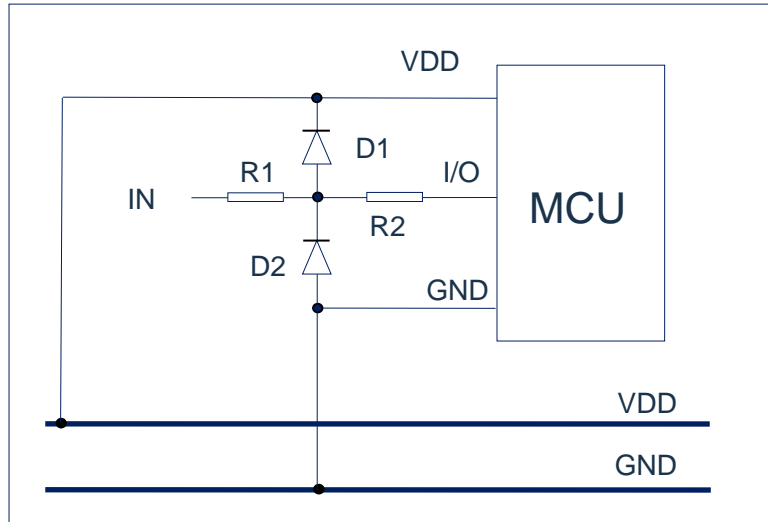 VDD
D1
R1
I/O
IN
MCU
R2
D2
GND
VDD
GND